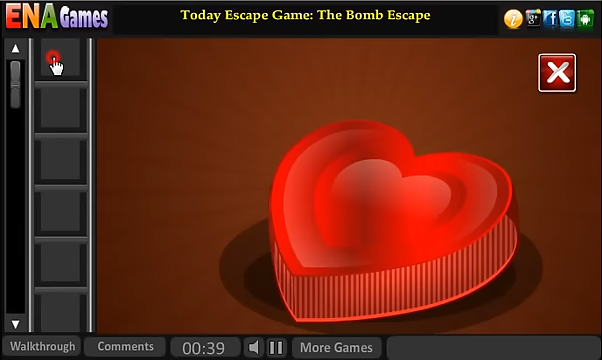 ENA Games
Today Escape Game: The Bomb Escape
Walkthrough
Comments
00:39
More Games